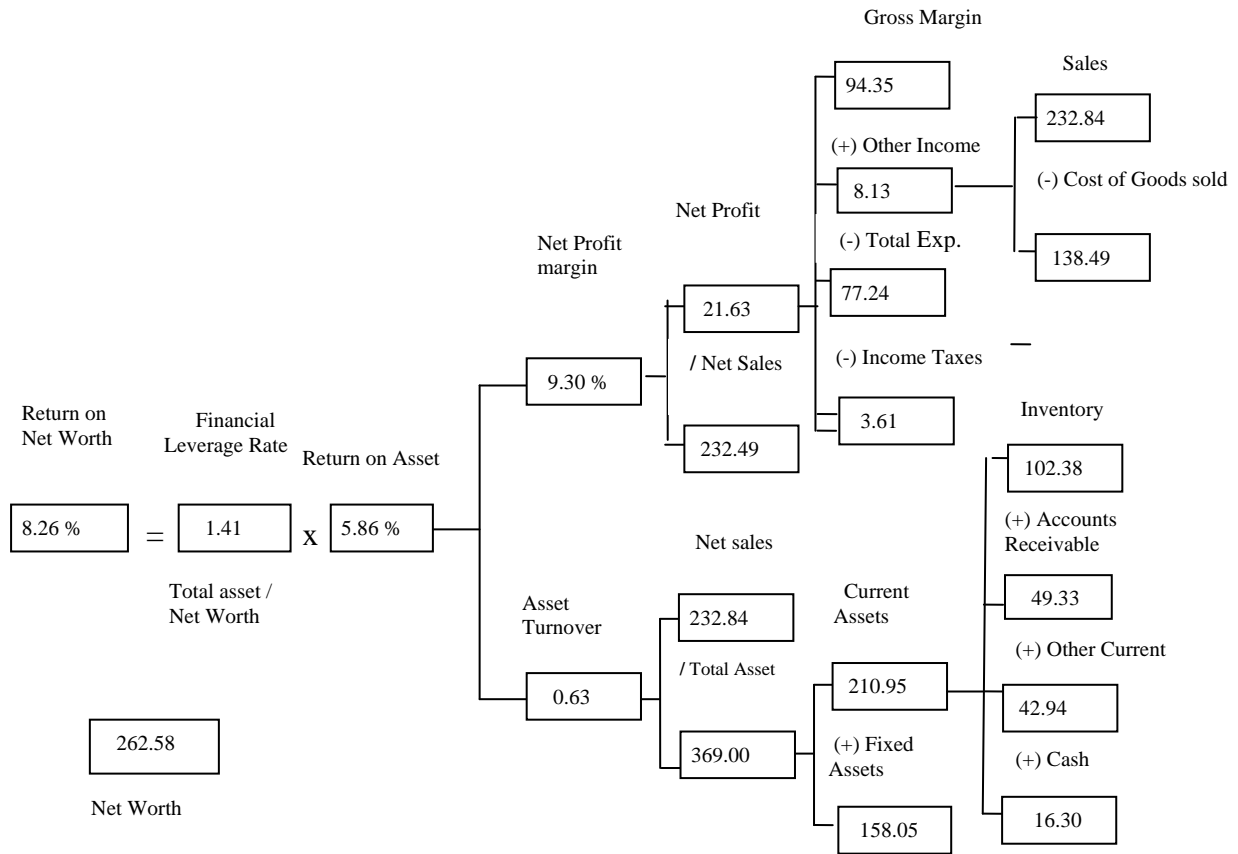 Gross Margin
94.35
Sales
232.84
(+) Other Income
8.13
(-) Cost of Goods sold
138.49
Net Profit
(-) Total Exp.
77.24
Net Profit
margin
21.63
9.30 %
/ Net Sales
232.49
(-) Income Taxes
3.61
Return on
Net Worth
Financial
Leverage Rate
Return on Asset
8.26 %
=
1.41
x
5.86 %
Total asset /
Net Worth
Inventory
102.38
(+) Accounts
Receivable
49.33
(+) Other Current
42.94
(+) Cash
16.30
Net sales
232.84
Asset
Turnover
0.63
/ Total Asset
369.00
Current
Assets
210.95
(+) Fixed
Assets
158.05
262.58
Net Worth